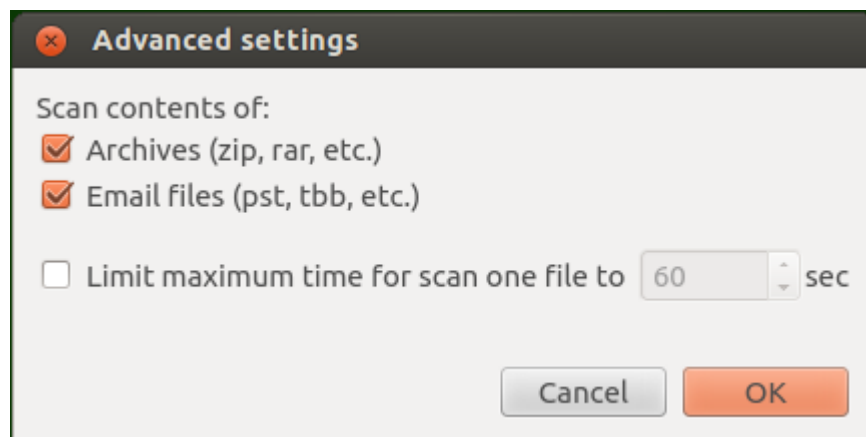 Advanced settings
Scan contents of:
Archives (zip, rar, etc.)
Email files (pst, tbb, etc.)
Limit maximum time for scan one file to 60 sec
Cancel OK